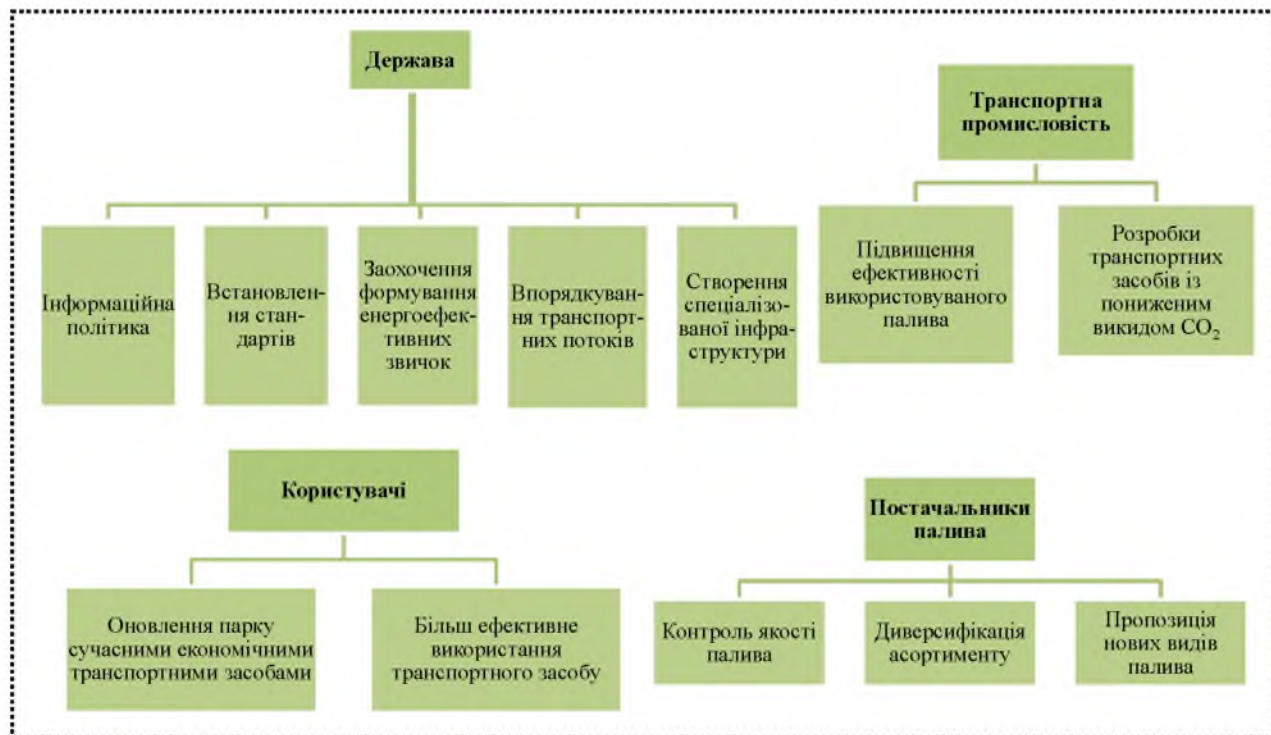 Держава
Інформаційна
політика
Встановлен-
ня стан-
дартів
Заохочення
формування
енергоефек-
тивних
звичок
Впорядкуван-
ня транспорт-
них потоків
Створення
спеціалізо-
ваної інфра-
структури
Транспортна
промисловість
Підвищення
ефективності
використовуваного
палива
Розробки
транспортних
засобів із
пониженим
викидом CO₂
Користувачі
Оновлення парку
сучасними економічними
транспортними засобами
Більш ефективне
використання
транспортного засобу
Постачальники
палива
Контроль якості
палива
Диверсифікація
асортименту
Пропозиція
нових видів
палива